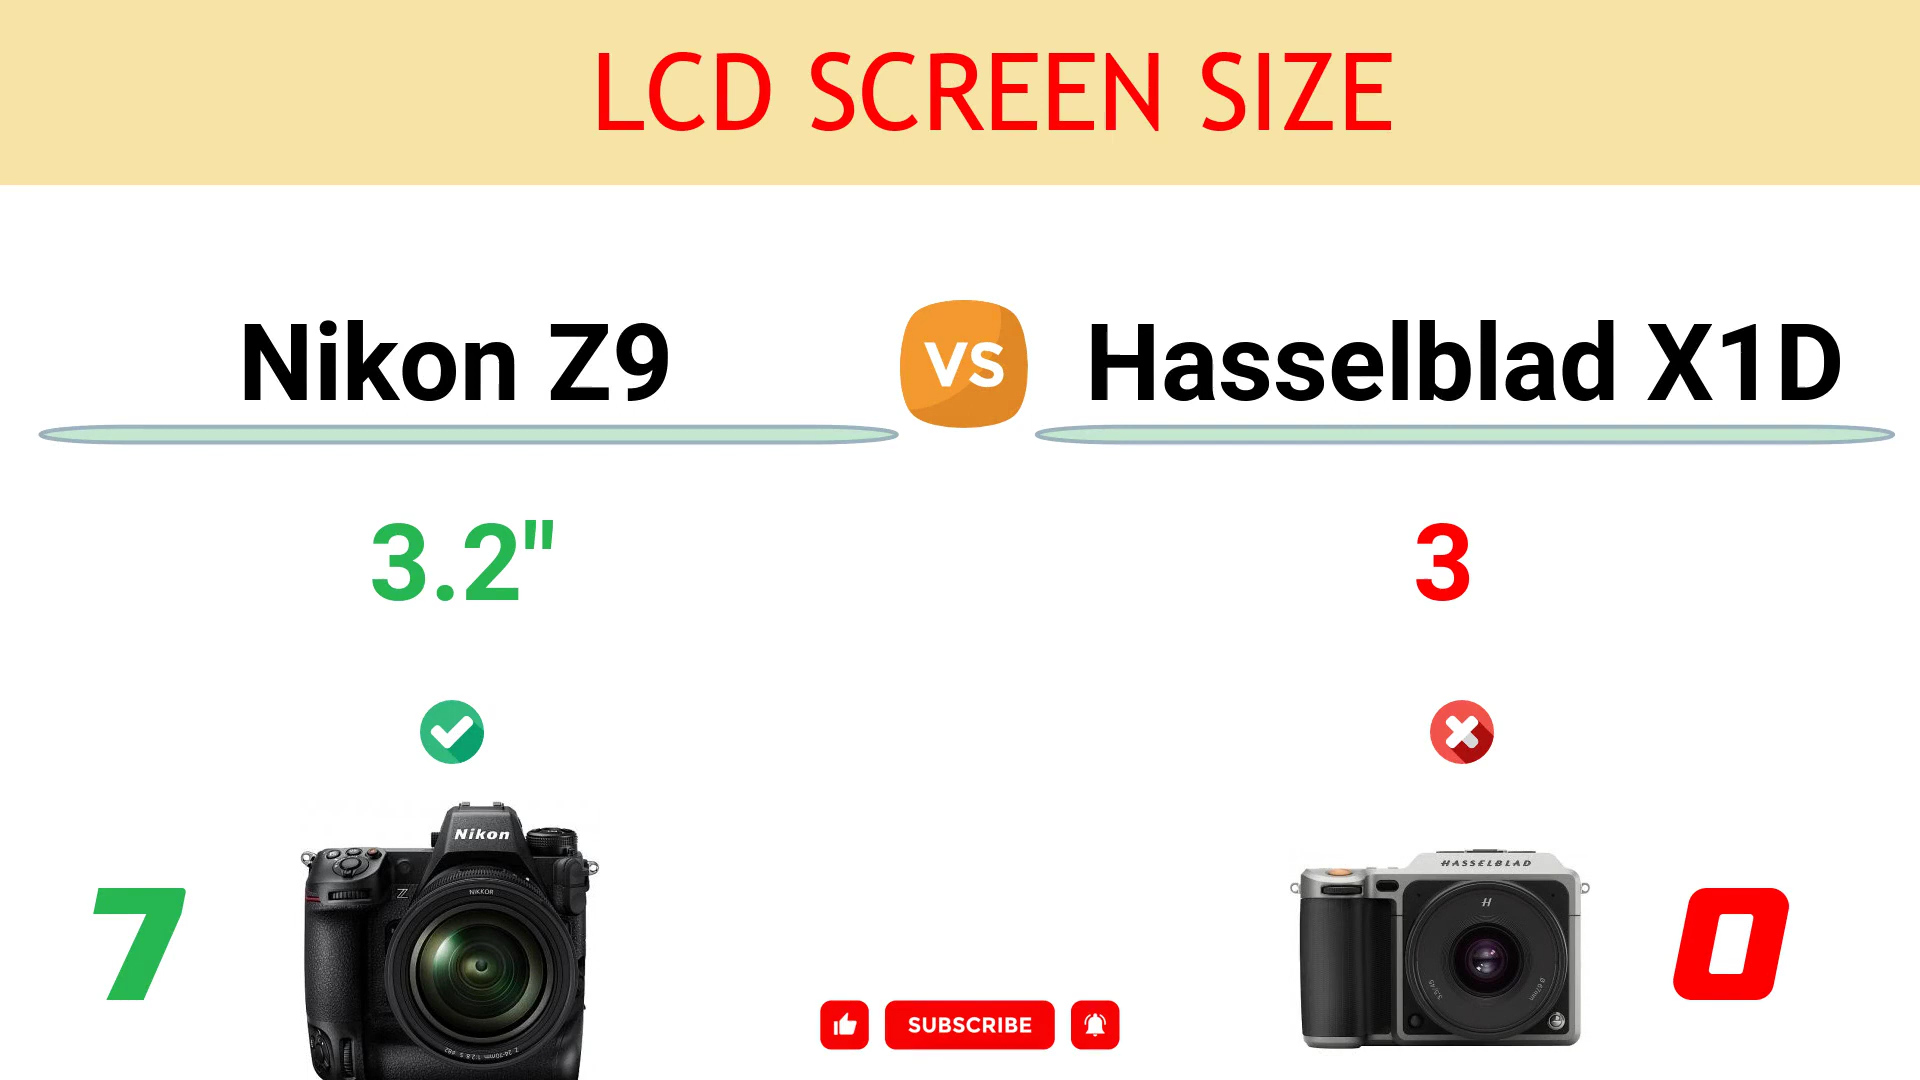 LCD SCREEN SIZE
Nikon Z9
VS
Hasselblad X1D
3.2"
3
Nikon
Z
NIKKOR
HASSELBLAD
H
7
0
SUBSCRIBE